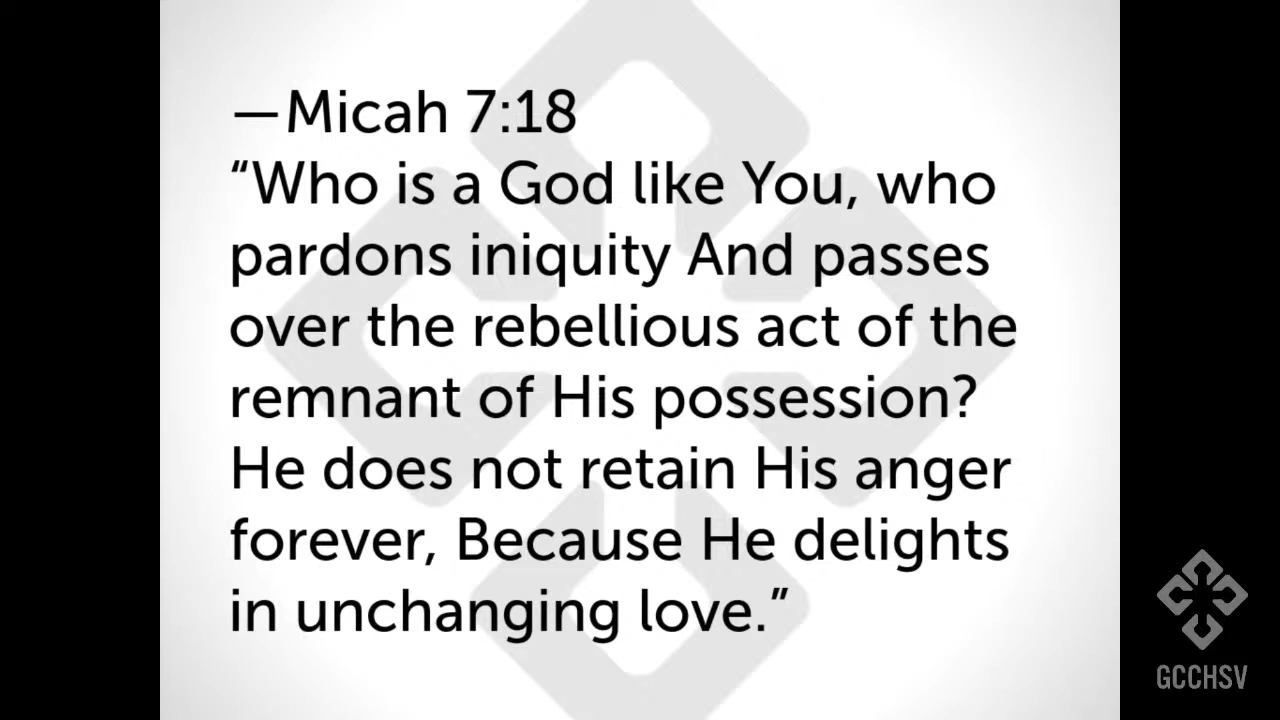 —Micah 7:18
“Who is a God like You, who
pardons iniquity And passes
over the rebellious act of the
remnant of His possession?
He does not retain His anger
forever, Because He delights
in unchanging love.”
GCCHSV